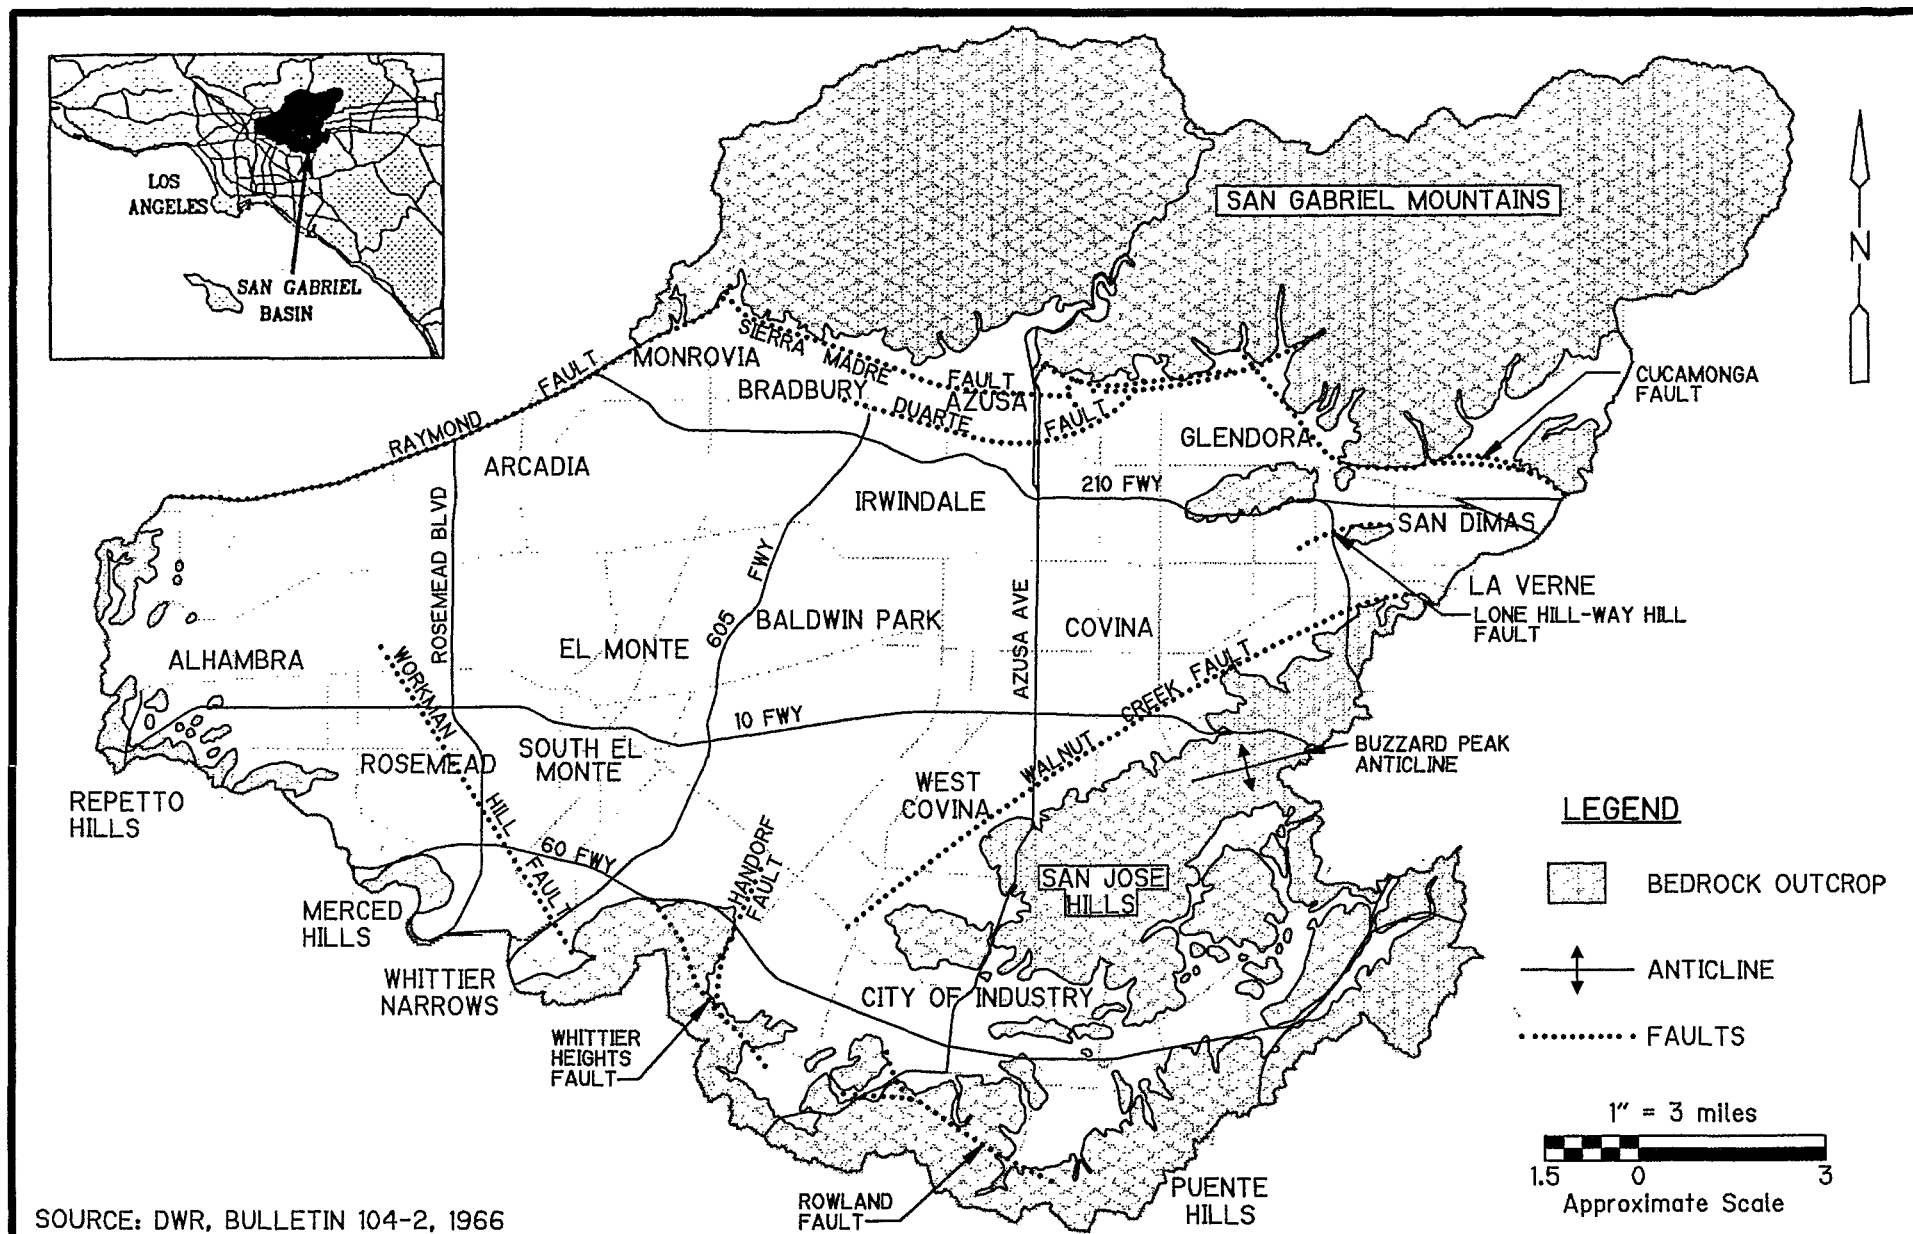 LOS
ANGELES
SAN GABRIEL
BASIN
SAN GABRIEL MOUNTAINS
N
RAYMOND FAULT
MONROVIA
SIERRA MADRE FAULT
BRADBURY
AZUSA
DUARTE FAULT
CUCAMONGA
FAULT
GLENDORA
ARCADIA
210 FWY
IRWINDALE
ROSEMEAD BLVD
605 FWY
SAN DIMAS
LA VERNE
LONE HILL-WAY HILL
FAULT
AZUSA AVE
BALDWIN PARK
COVINA
EL MONTE
ALHAMBRA
WORKMAN HILL FAULT
10 FWY
WALNUT CREEK FAULT
ROSEMEAD
SOUTH EL
MONTE
BUZZARD PEAK
ANTICLINE
WEST
COVINA
REPETTO
HILLS
60 FWY
HANDORF
FAULT
SAN JOSE
HILLS
MERCED
HILLS
WHITTIER
NARROWS
CITY OF INDUSTRY
WHITTIER
HEIGHTS
FAULT
ROWLAND
FAULT
PUENTE
HILLS
LEGEND
BEDROCK OUTCROP
ANTICLINE
FAULTS
1" = 3 miles
1.5 0 3
Approximate Scale
SOURCE: DWR, BULLETIN 104-2, 1966